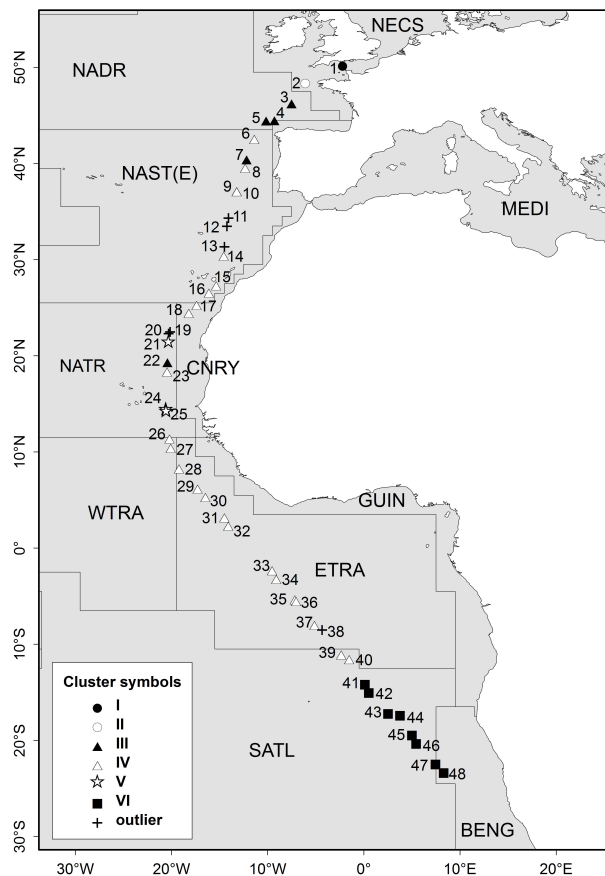 NECS
50°N
NADR
1
2
3
5 4
6
40°N
7
8
NAST(E)
9 10
MEDI
11
12
13
14
30°N
15
16
17
18
20 19
21
20°N
22
23
CNRY
NATR
24
25
26
27
10°N
28
29
30
GUIN
WTRA
31
32
0°
33
34
ETRA
35 36
37
38
10°S
39 40
41
42
43 44
45
46
47
48
20°S
SATL
BENG
30°S
Cluster symbols
I
II
III
IV
V
VI
outlier
30°W 20°W 10°W 0° 10°E 20°E